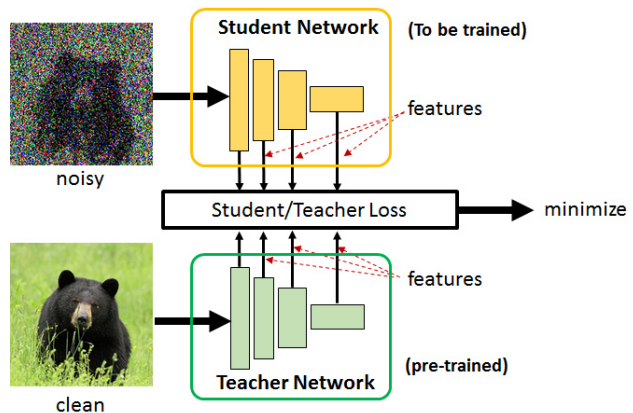 Student Network
(To be trained)
features
noisy
Student/Teacher Loss
minimize
features
(pre-trained)
Teacher Network
clean